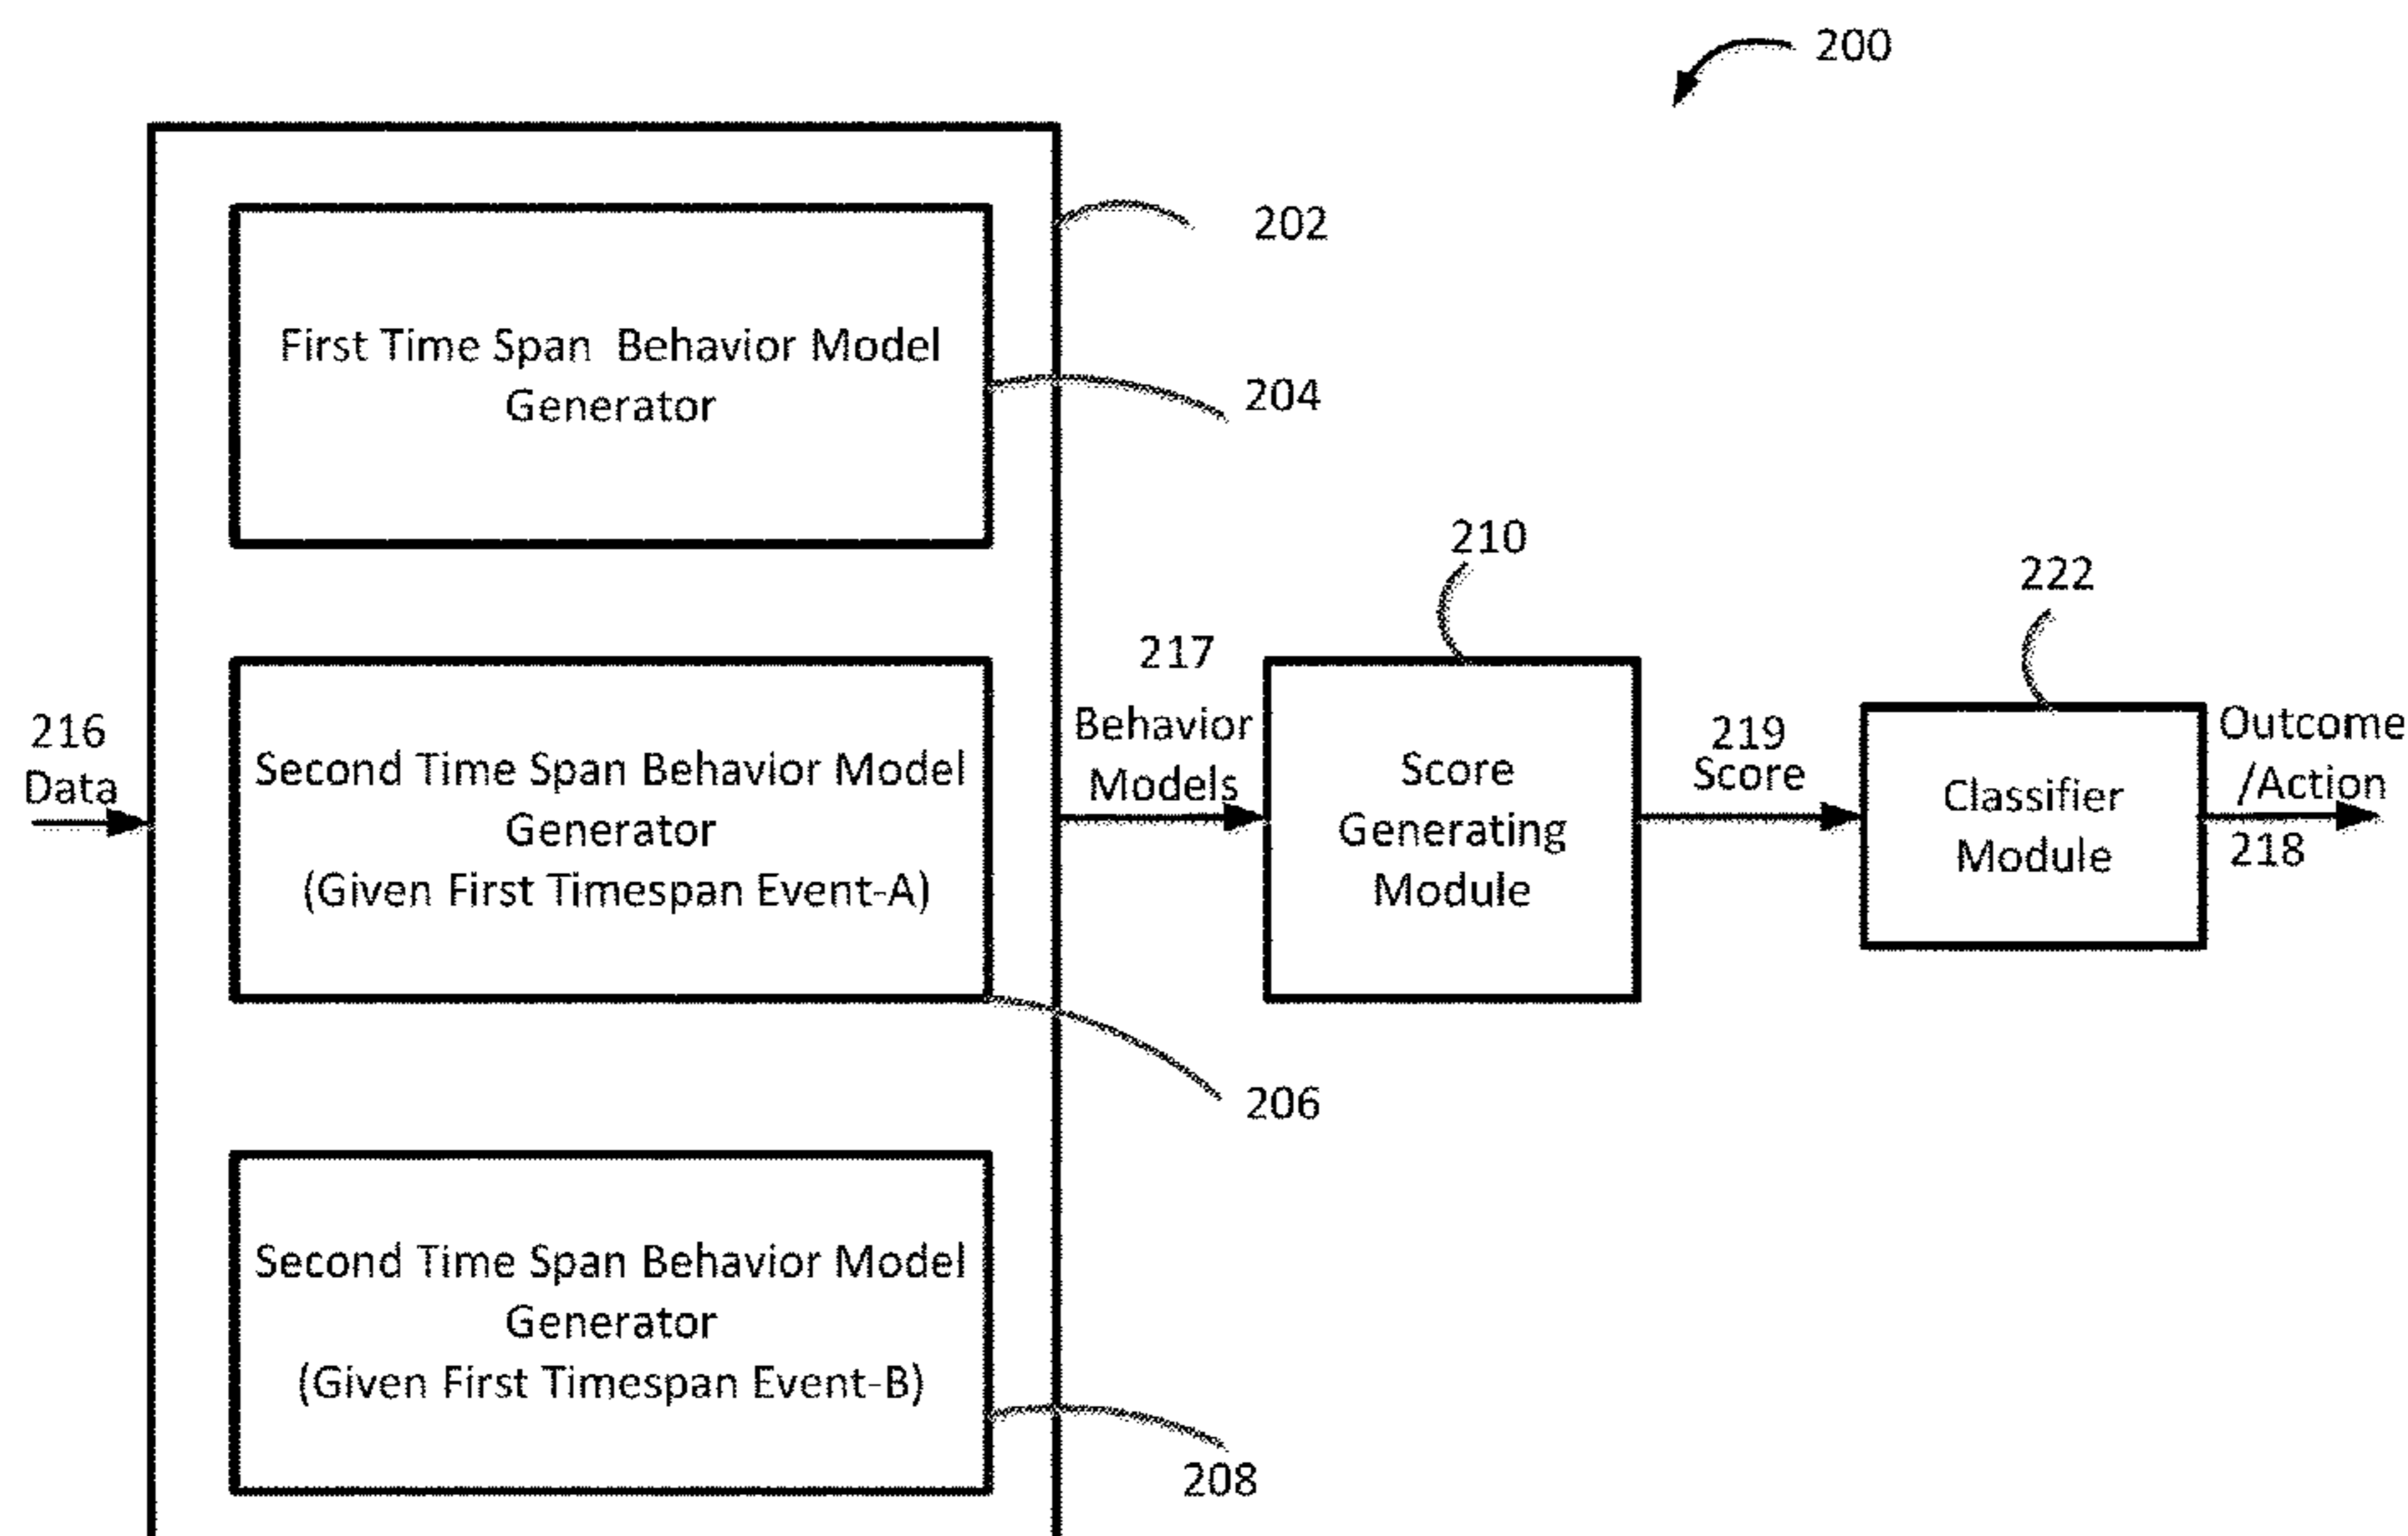 200
202
First Time Span Behavior Model
Generator
204
210
222
217
Behavior
Models
216
Data
Second Time Span Behavior Model
Generator
(Given First Timespan Event-A)
Score
Generating
Module
219
Score
Classifier
Module
Outcome
/Action
218
206
Second Time Span Behavior Model
Generator
(Given First Timespan Event-B)
208